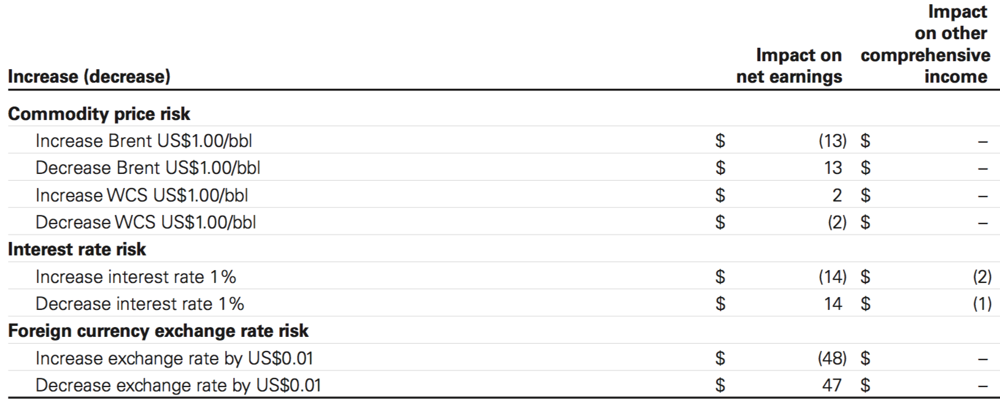 Impact
on other
Impact on comprehensive
Increase (decrease) net earnings income
Commodity price risk
Increase Brent US$1.00/bbl $ (13) $ –
Decrease Brent US$1.00/bbl $ 13 $ –
Increase WCS US$1.00/bbl $ 2 $ –
Decrease WCS US$1.00/bbl $ (2) $ –
Interest rate risk
Increase interest rate 1% $ (14) $ (2)
Decrease interest rate 1% $ 14 $ (1)
Foreign currency exchange rate risk
Increase exchange rate by US$0.01 $ (48) $ –
Decrease exchange rate by US$0.01 $ 47 $ –